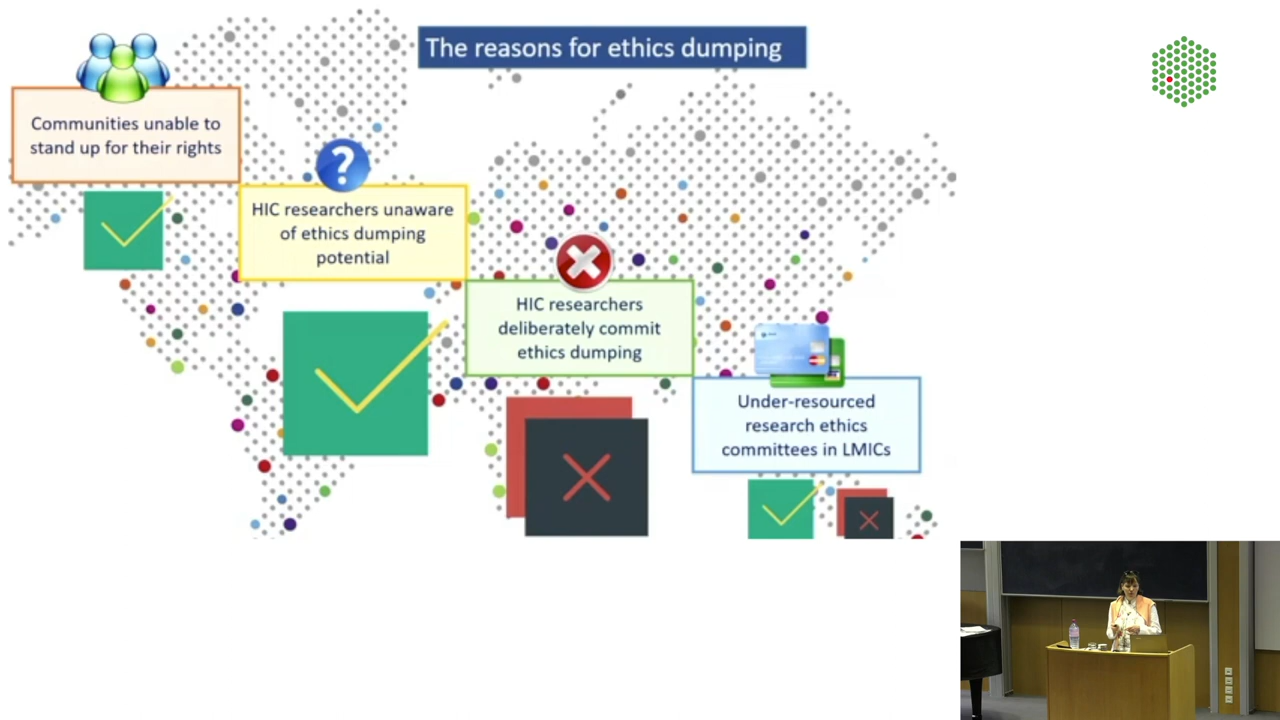 The reasons for ethics dumping
Communities unable to
stand up for their rights
HIC researchers unaware
of ethics dumping
potential
HIC researchers
deliberately commit
ethics dumping
Under-resourced
research ethics
committees in LMICs